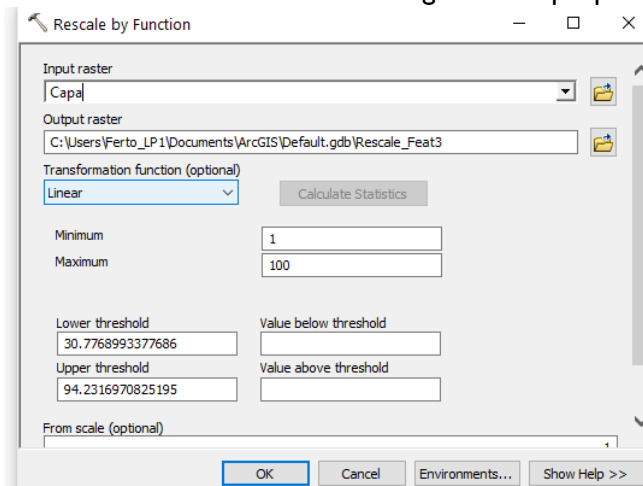 Rescale by Function
Input raster
Capa
Output raster
C:\Users\Ferto_LP1\Documents\ArcGIS\Default.gdb\Rescale_Feat3
Transformation function (optional)
Linear
Calculate Statistics
Minimum
1
Maximum
100
Lower threshold
Value below threshold
30.7768993377686
Upper threshold
Value above threshold
94.2316970825195
From scale (optional)
1
OK
Cancel
Environments...
Show Help >>